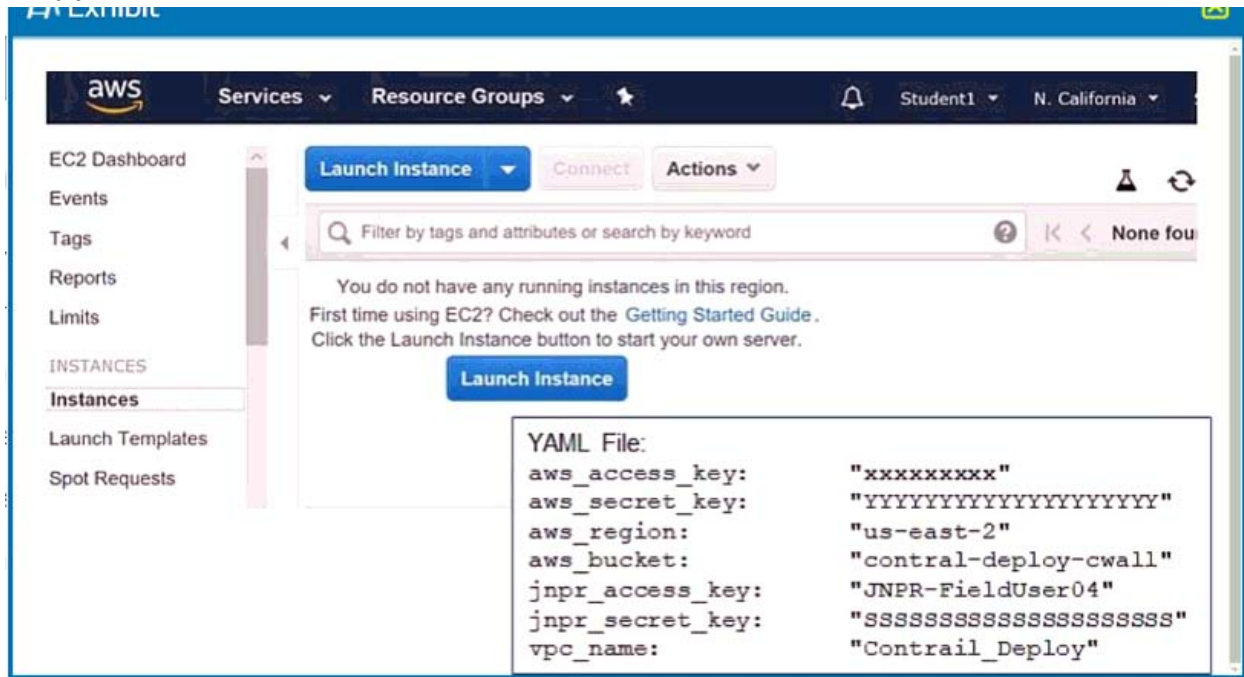 Exhibit
aws Services Resource Groups Student1 N. California
EC2 Dashboard
Events
Tags
Reports
Limits
INSTANCES
Instances
Launch Templates
Spot Requests
Launch Instance Connect Actions
Filter by tags and attributes or search by keyword None fou
You do not have any running instances in this region.
First time using EC2? Check out the Getting Started Guide.
Click the Launch Instance button to start your own server.
Launch Instance
YAML File:
aws_access_key: "xxxxxxxxx"
aws_secret_key: "YYYYYYYYYYYYYYYYYYYY"
aws_region: "us-east-2"
aws_bucket: "contral-deploy-cwall"
jnpr_access_key: "JNPR-FieldUser04"
jnpr_secret_key: "SSSSSSSSSSSSSSSSSSSSS"
vpc_name: "Contrail_Deploy"